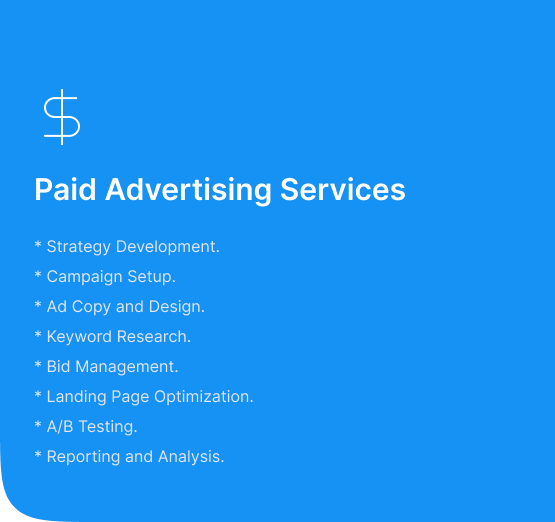 Paid Advertising Services
* Strategy Development.
* Campaign Setup.
* Ad Copy and Design.
* Keyword Research.
* Bid Management.
* Landing Page Optimization.
* A/B Testing.
* Reporting and Analysis.